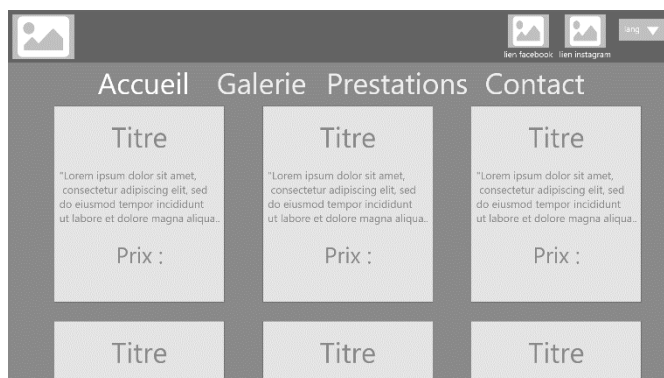 lang
lien facebook lien instagram
Accueil Galerie Prestations Contact
Titre
"Lorem ipsum dolor sit amet,
consectetur adipiscing elit, sed
do eiusmod tempor incididunt
ut labore et dolore magna aliqua..
Prix :
Titre
"Lorem ipsum dolor sit amet,
consectetur adipiscing elit, sed
do eiusmod tempor incididunt
ut labore et dolore magna aliqua..
Prix :
Titre
"Lorem ipsum dolor sit amet,
consectetur adipiscing elit, sed
do eiusmod tempor incididunt
ut labore et dolore magna aliqua..
Prix :
Titre
Titre
Titre